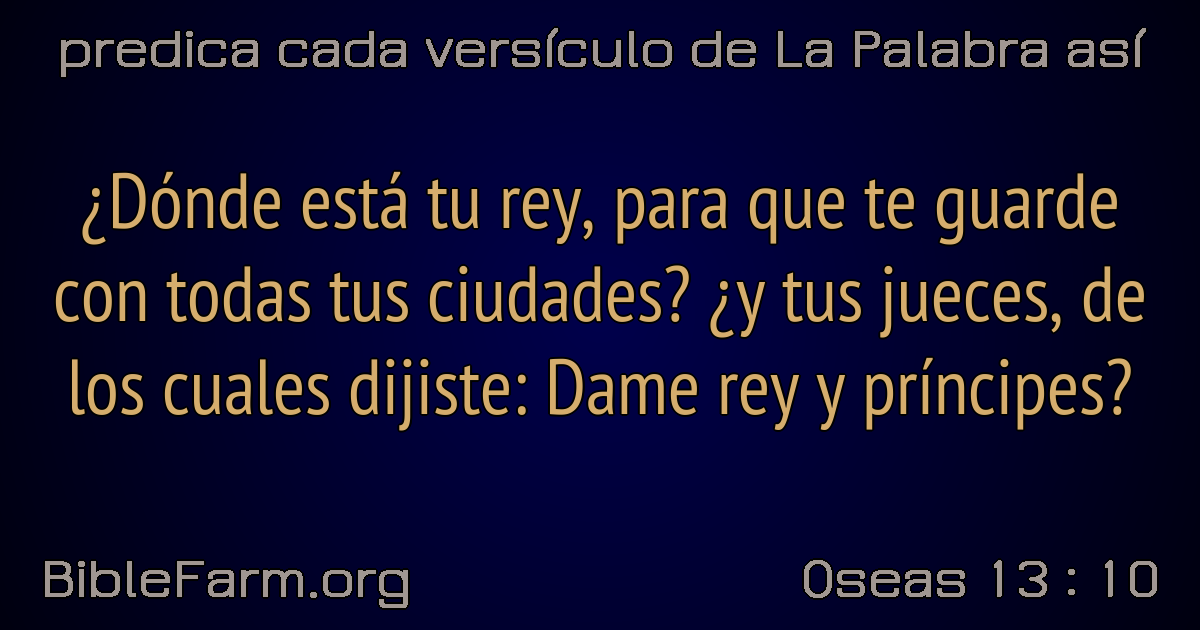 predica cada versículo de La Palabra así
¿Dónde está tu rey, para que te guarde
con todas tus ciudades? ¿y tus jueces, de
los cuales dijiste: Dame rey y príncipes?
BibleFarm.org
Oseas 13 : 10